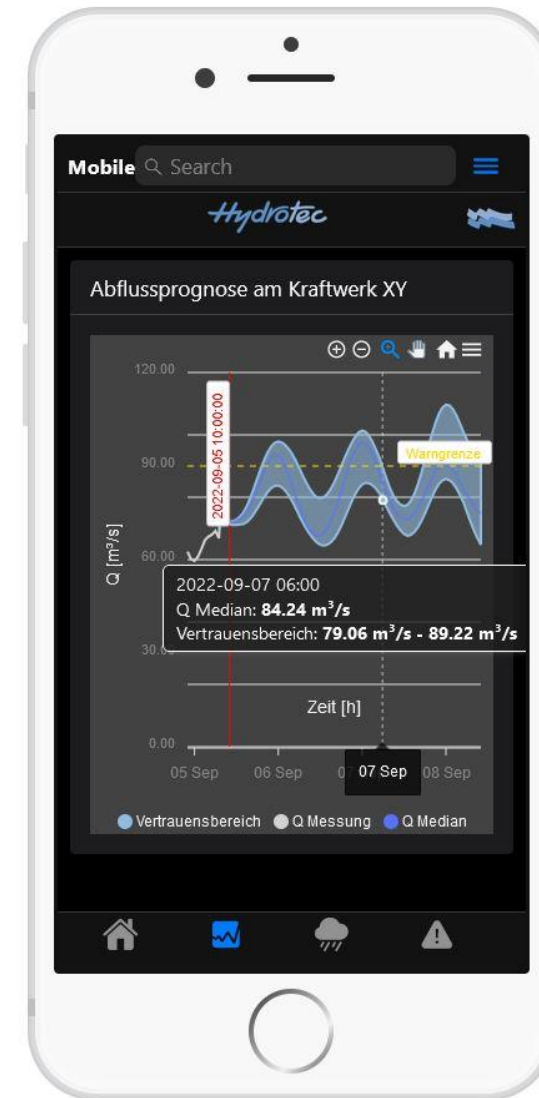 Mobile Search
Hydrotec
Abflussprognose am Kraftwerk XY
120.00
90.00
60.00
30.00
0.00
Q [m³/s]
2022-09-05 10:00:00
Warngrenze
2022-09-07 06:00
Q Median: 84.24 m³/s
Vertrauensbereich: 79.06 m³/s - 89.22 m³/s
Zeit [h]
05 Sep 06 Sep 07 Sep 08 Sep
Vertrauensbereich Q Messung Q Median